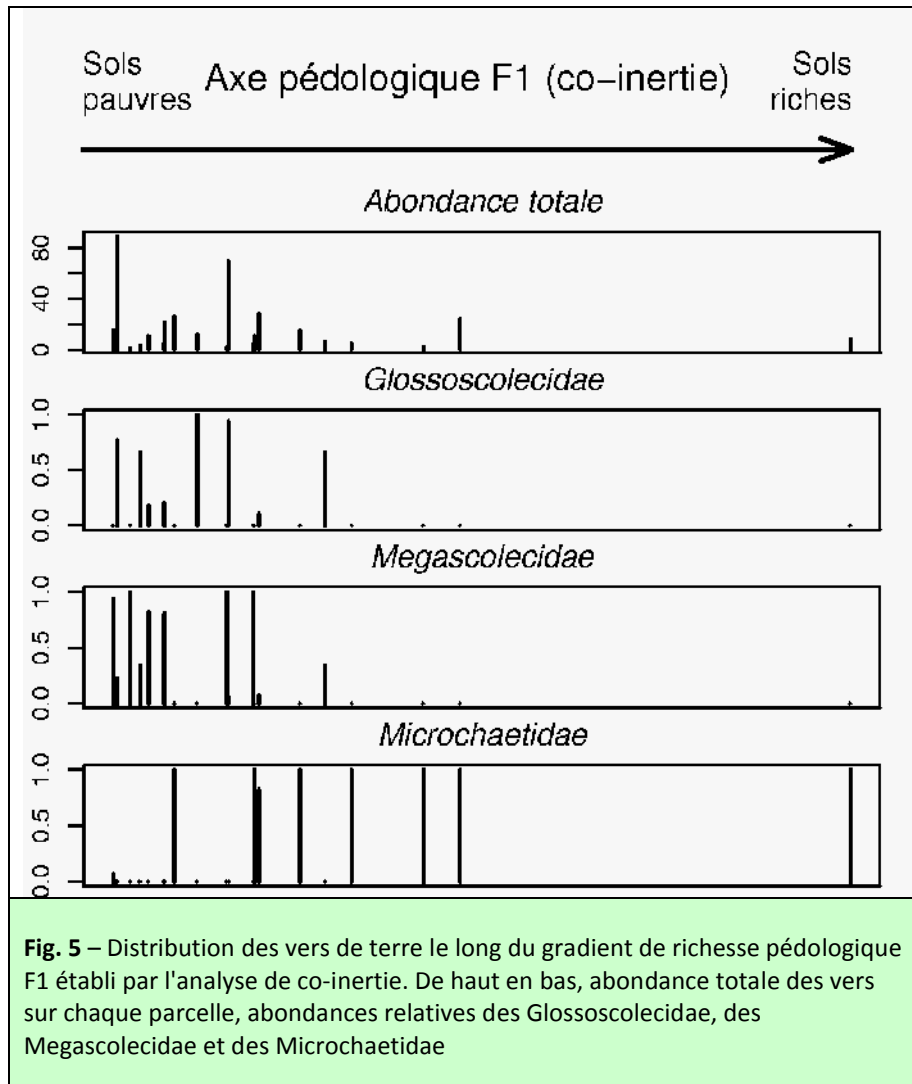 Sols pauvres
Axe pédologique F1 (co-inertie)
Sols riches
Abondance totale
80
40
0
Glossoscolecidae
1.0
0.5
0.0
Megascolecidae
1.0
0.5
0.0
Microchaetidae
1.0
0.5
0.0
Fig. 5 – Distribution des vers de terre le long du gradient de richesse pédologique
F1 établi par l'analyse de co-inertie. De haut en bas, abondance totale des vers
sur chaque parcelle, abondances relatives des Glossoscolecidae, des
Megascolecidae et des Microchaetidae